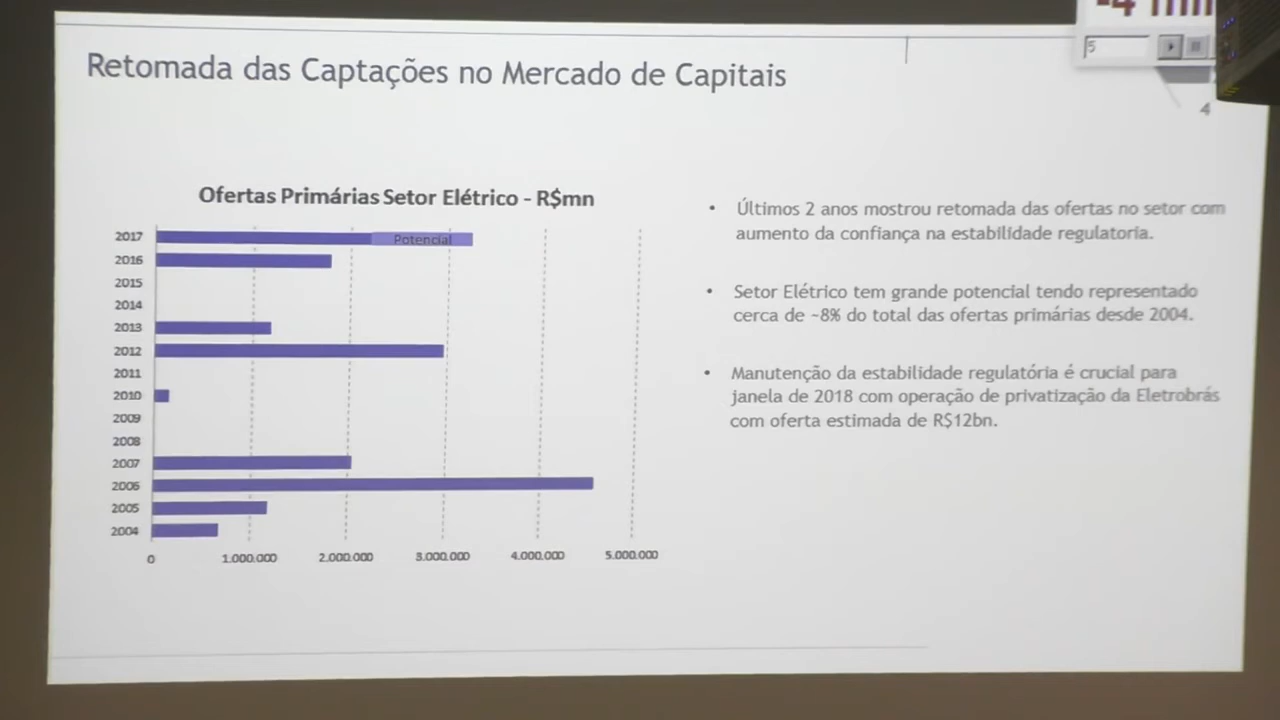 5
Retomada das Captações no Mercado de Capitais
4
Ofertas Primárias Setor Elétrico - R$mn
2017
Potencial
2016
2015
2014
2013
2012
2011
2010
2009
2008
2007
2006
2005
2004
0 1.000.000 2.000.000 3.000.000 4.000.000 5.000.000
• Últimos 2 anos mostrou retomada das ofertas no setor com
aumento da confiança na estabilidade regulatoria.
• Setor Elétrico tem grande potencial tendo representado
cerca de ~8% do total das ofertas primárias desde 2004.
• Manutenção da estabilidade regulatória é crucial para
janela de 2018 com operação de privatização da Eletrobrás
com oferta estimada de R$12bn.